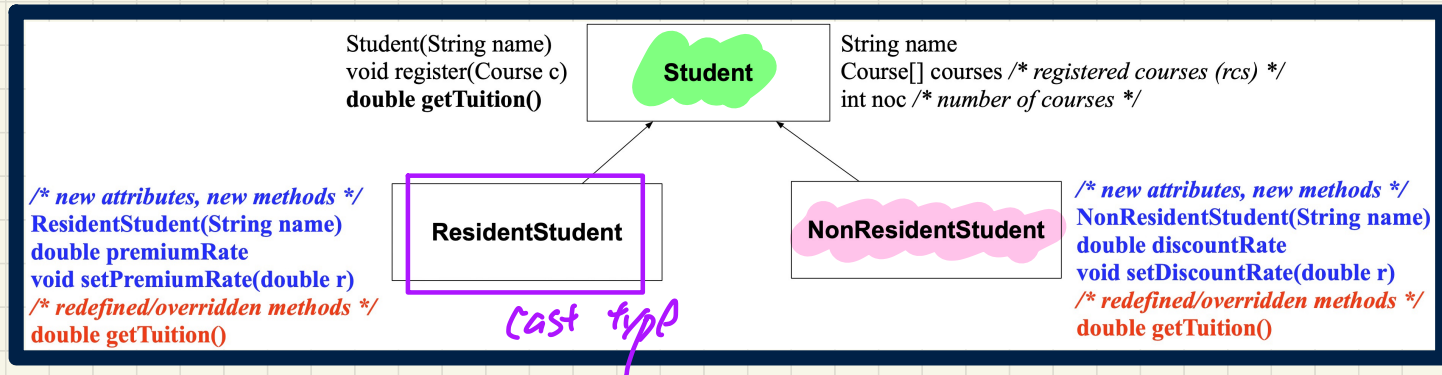 Student(String name)
void register(Course c)
double getTuition()
Student
String name
Course[] courses /* registered courses (rcs) */
int noc /* number of courses */
/* new attributes, new methods */
ResidentStudent(String name)
double premiumRate
void setPremiumRate(double r)
/* redefined/overridden methods */
double getTuition()
ResidentStudent
cast type
NonResidentStudent
/* new attributes, new methods */
NonResidentStudent(String name)
double discountRate
void setDiscountRate(double r)
/* redefined/overridden methods */
double getTuition()